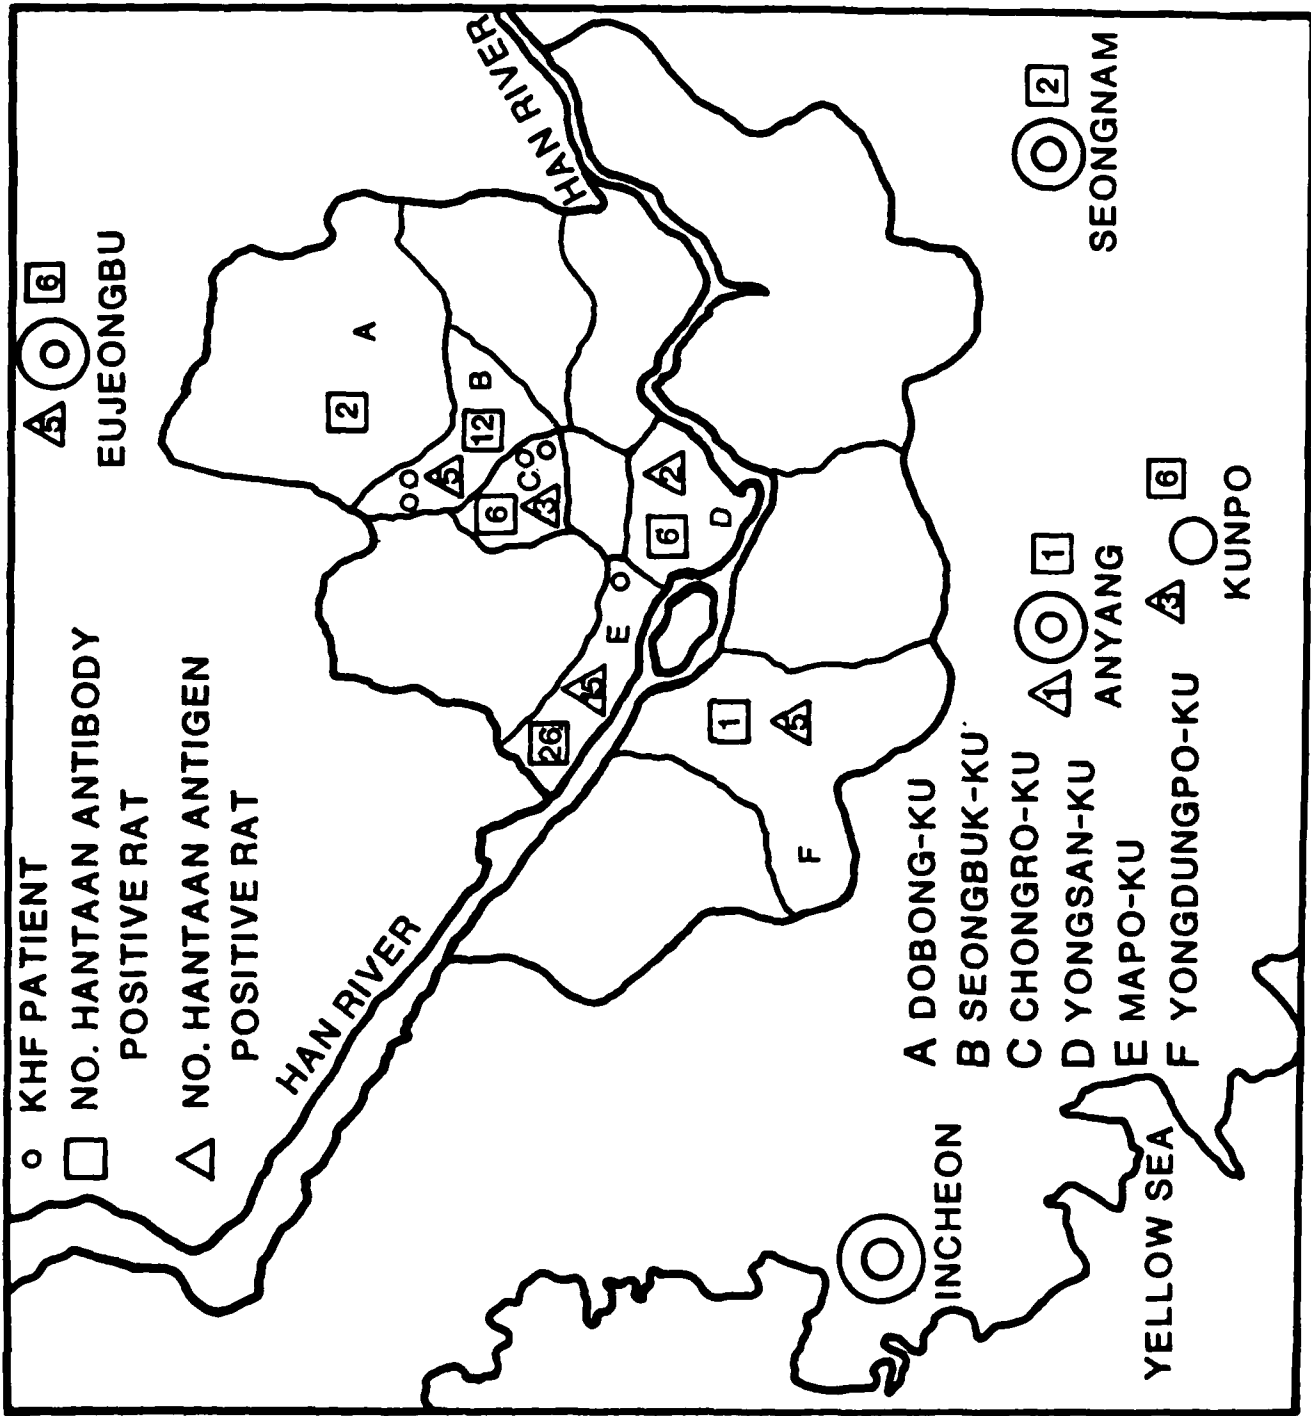 KHF PATIENT
NO. HANTAAN ANTIBODY
POSITIVE RAT
NO. HANTAAN ANTIGEN
POSITIVE RAT
5 6
EUJEONGBU
HAN RIVER
2
A
5
12 B
6
C
3
HAN RIVER
26
15
E
6 2
D
1
5
F
INCHEON
A DOBONG-KU
B SEONGBUK-KU
C CHONGRO-KU
D YONGSAN-KU
E MAPO-KU
F YONGDUNGPO-KU
1 1
ANYANG
2
SEONGNAM
3 6
KUNPO
YELLOW SEA